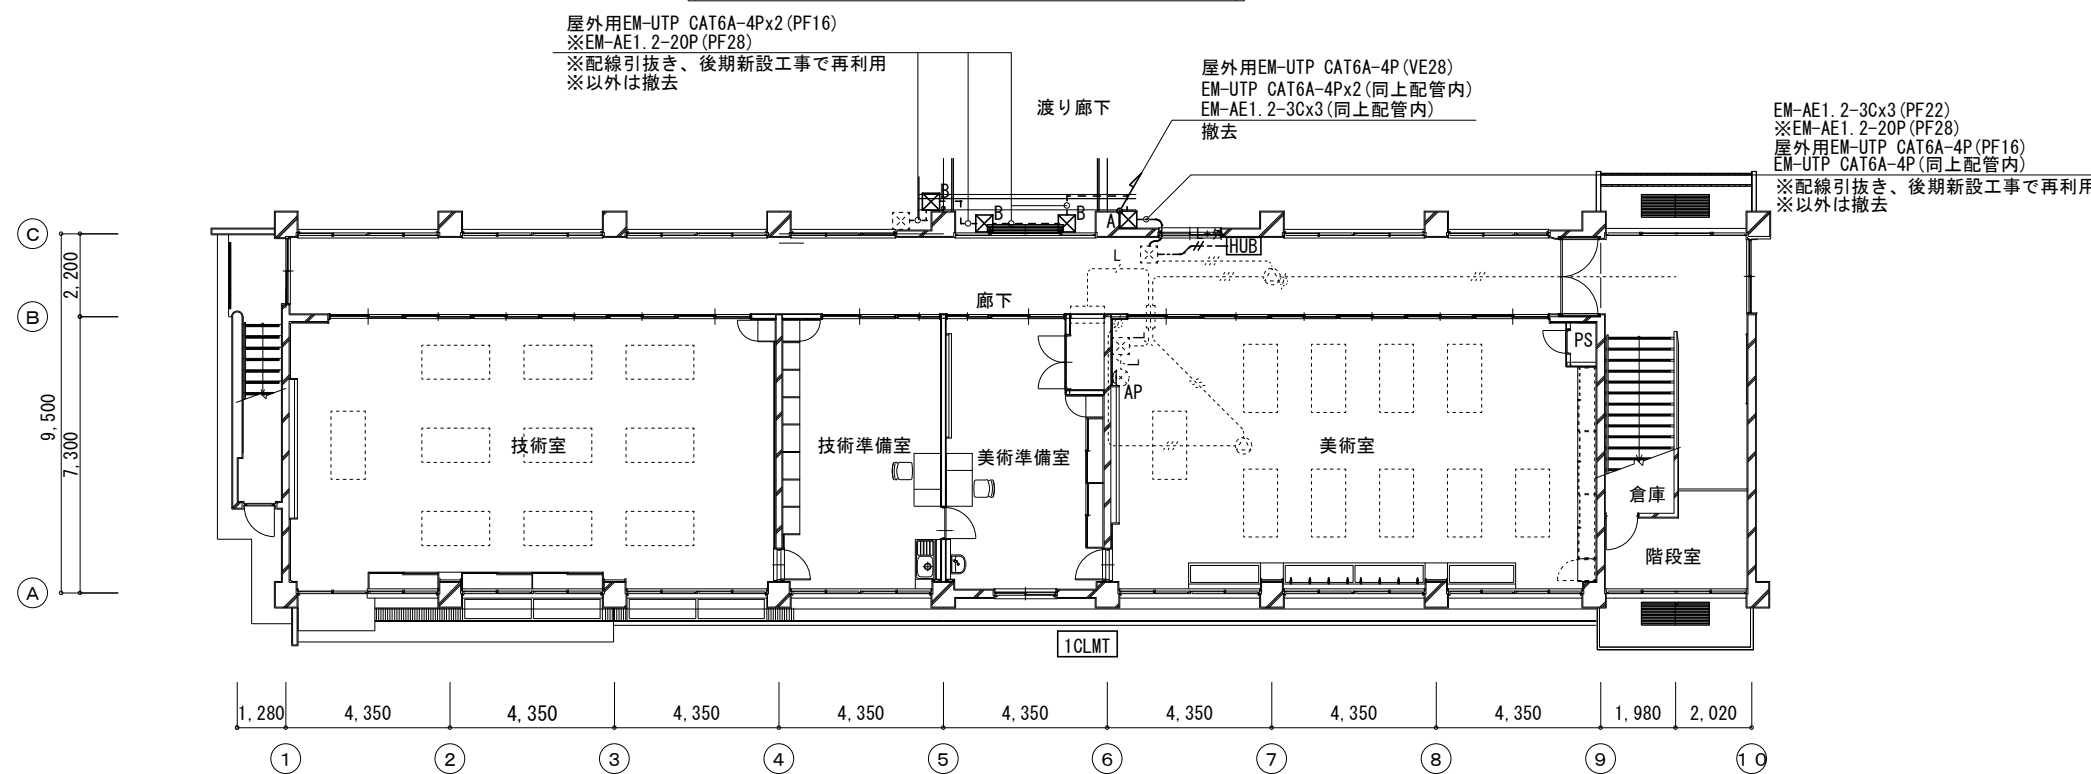 屋外用EM-UTP CAT6A-4Px2(PF16)
※EM-AE1.2-20P(PF28)
※配線引抜き、後期新設工事で再利用
※以外は撤去
渡り廊下
屋外用EM-UTP CAT6A-4P(VE28)
EM-UTP CAT6A-4Px2(同上配管内)
EM-AE1.2-3Cx3(同上配管内)
撤去
EM-AE1.2-3Cx3(PF22)
※EM-AE1.2-20P(PF28)
屋外用EM-UTP CAT6A-4P(PF16)
EM-UTP CAT6A-4P(同上配管内)
※配線引抜き、後期新設工事で再利用
※以外は撤去
B
B
B
A
HUB
L
L
L
AP
廊下
PS
技術室
技術準備室
美術準備室
美術室
倉庫
階段室
1CLMT
C
B
A
2,200
7,300
9,500
1,280 4,350 4,350 4,350 4,350 4,350 4,350 4,350 4,350 1,980 2,020
1 2 3 4 5 6 7 8 9 10